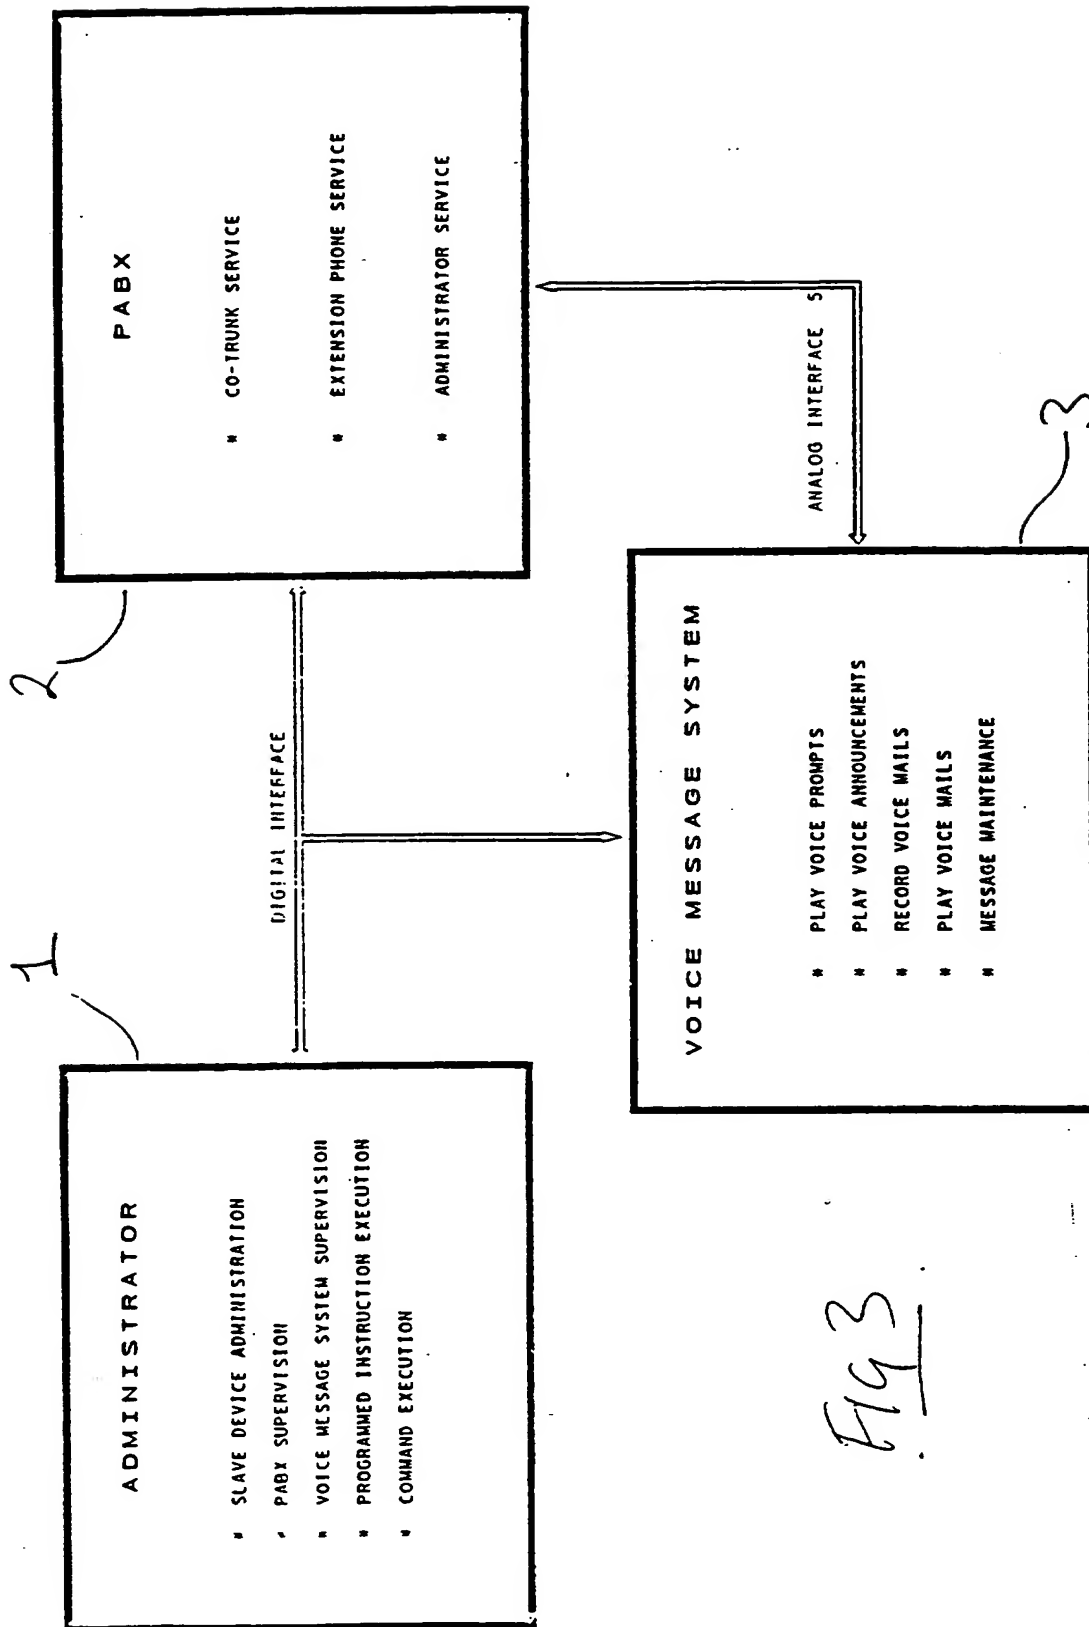 1
ADMINISTRATOR
* SLAVE DEVICE ADMINISTRATION
* PABX SUPERVISION
* VOICE MESSAGE SYSTEM SUPERVISION
* PROGRAMMED INSTRUCTION EXECUTION
* COMMAND EXECUTION
DIGITAL INTERFACE
2
PABX
* CO-TRUNK SERVICE
* EXTENSION PHONE SERVICE
* ADMINISTRATOR SERVICE
ANALOG INTERFACE 5
VOICE MESSAGE SYSTEM
* PLAY VOICE PROMPTS
* PLAY VOICE ANNOUNCEMENTS
* RECORD VOICE MAILS
* PLAY VOICE MAILS
* MESSAGE MAINTENANCE
3
Fig 3